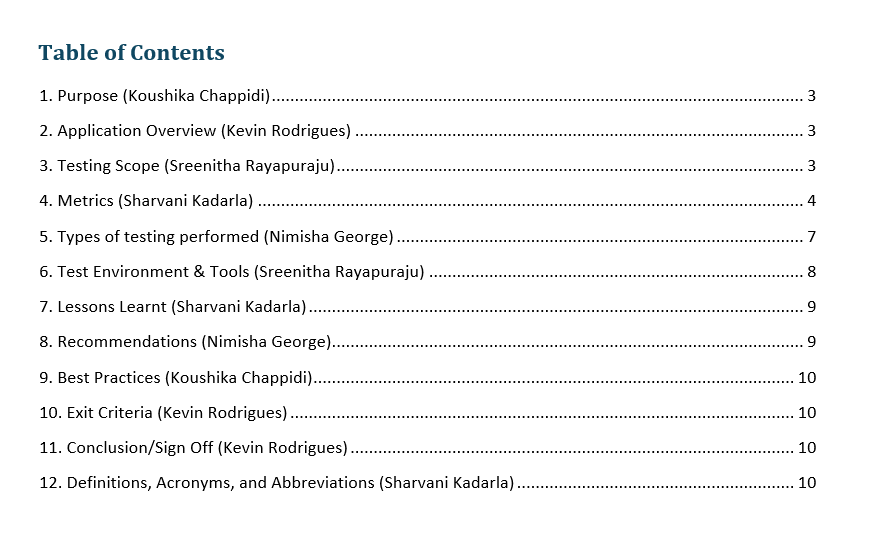 Table of Contents
1. Purpose (Koushika Chappidi)........................................................................................................................ 3
2. Application Overview (Kevin Rodrigues) ..................................................................................................... 3
3. Testing Scope (Sreenitha Rayapuraju).......................................................................................................... 3
4. Metrics (Sharvani Kadarla) .......................................................................................................................... 4
5. Types of testing performed (Nimisha George) ............................................................................................ 7
6. Test Environment & Tools (Sreenitha Rayapuraju) ..................................................................................... 8
7. Lessons Learnt (Sharvani Kadarla) ............................................................................................................... 9
8. Recommendations (Nimisha George).......................................................................................................... 9
9. Best Practices (Koushika Chappidi)............................................................................................................ 10
10. Exit Criteria (Kevin Rodrigues) ................................................................................................................. 10
11. Conclusion/Sign Off (Kevin Rodrigues) .................................................................................................... 10
12. Definitions, Acronyms, and Abbreviations (Sharvani Kadarla) ................................................................ 10